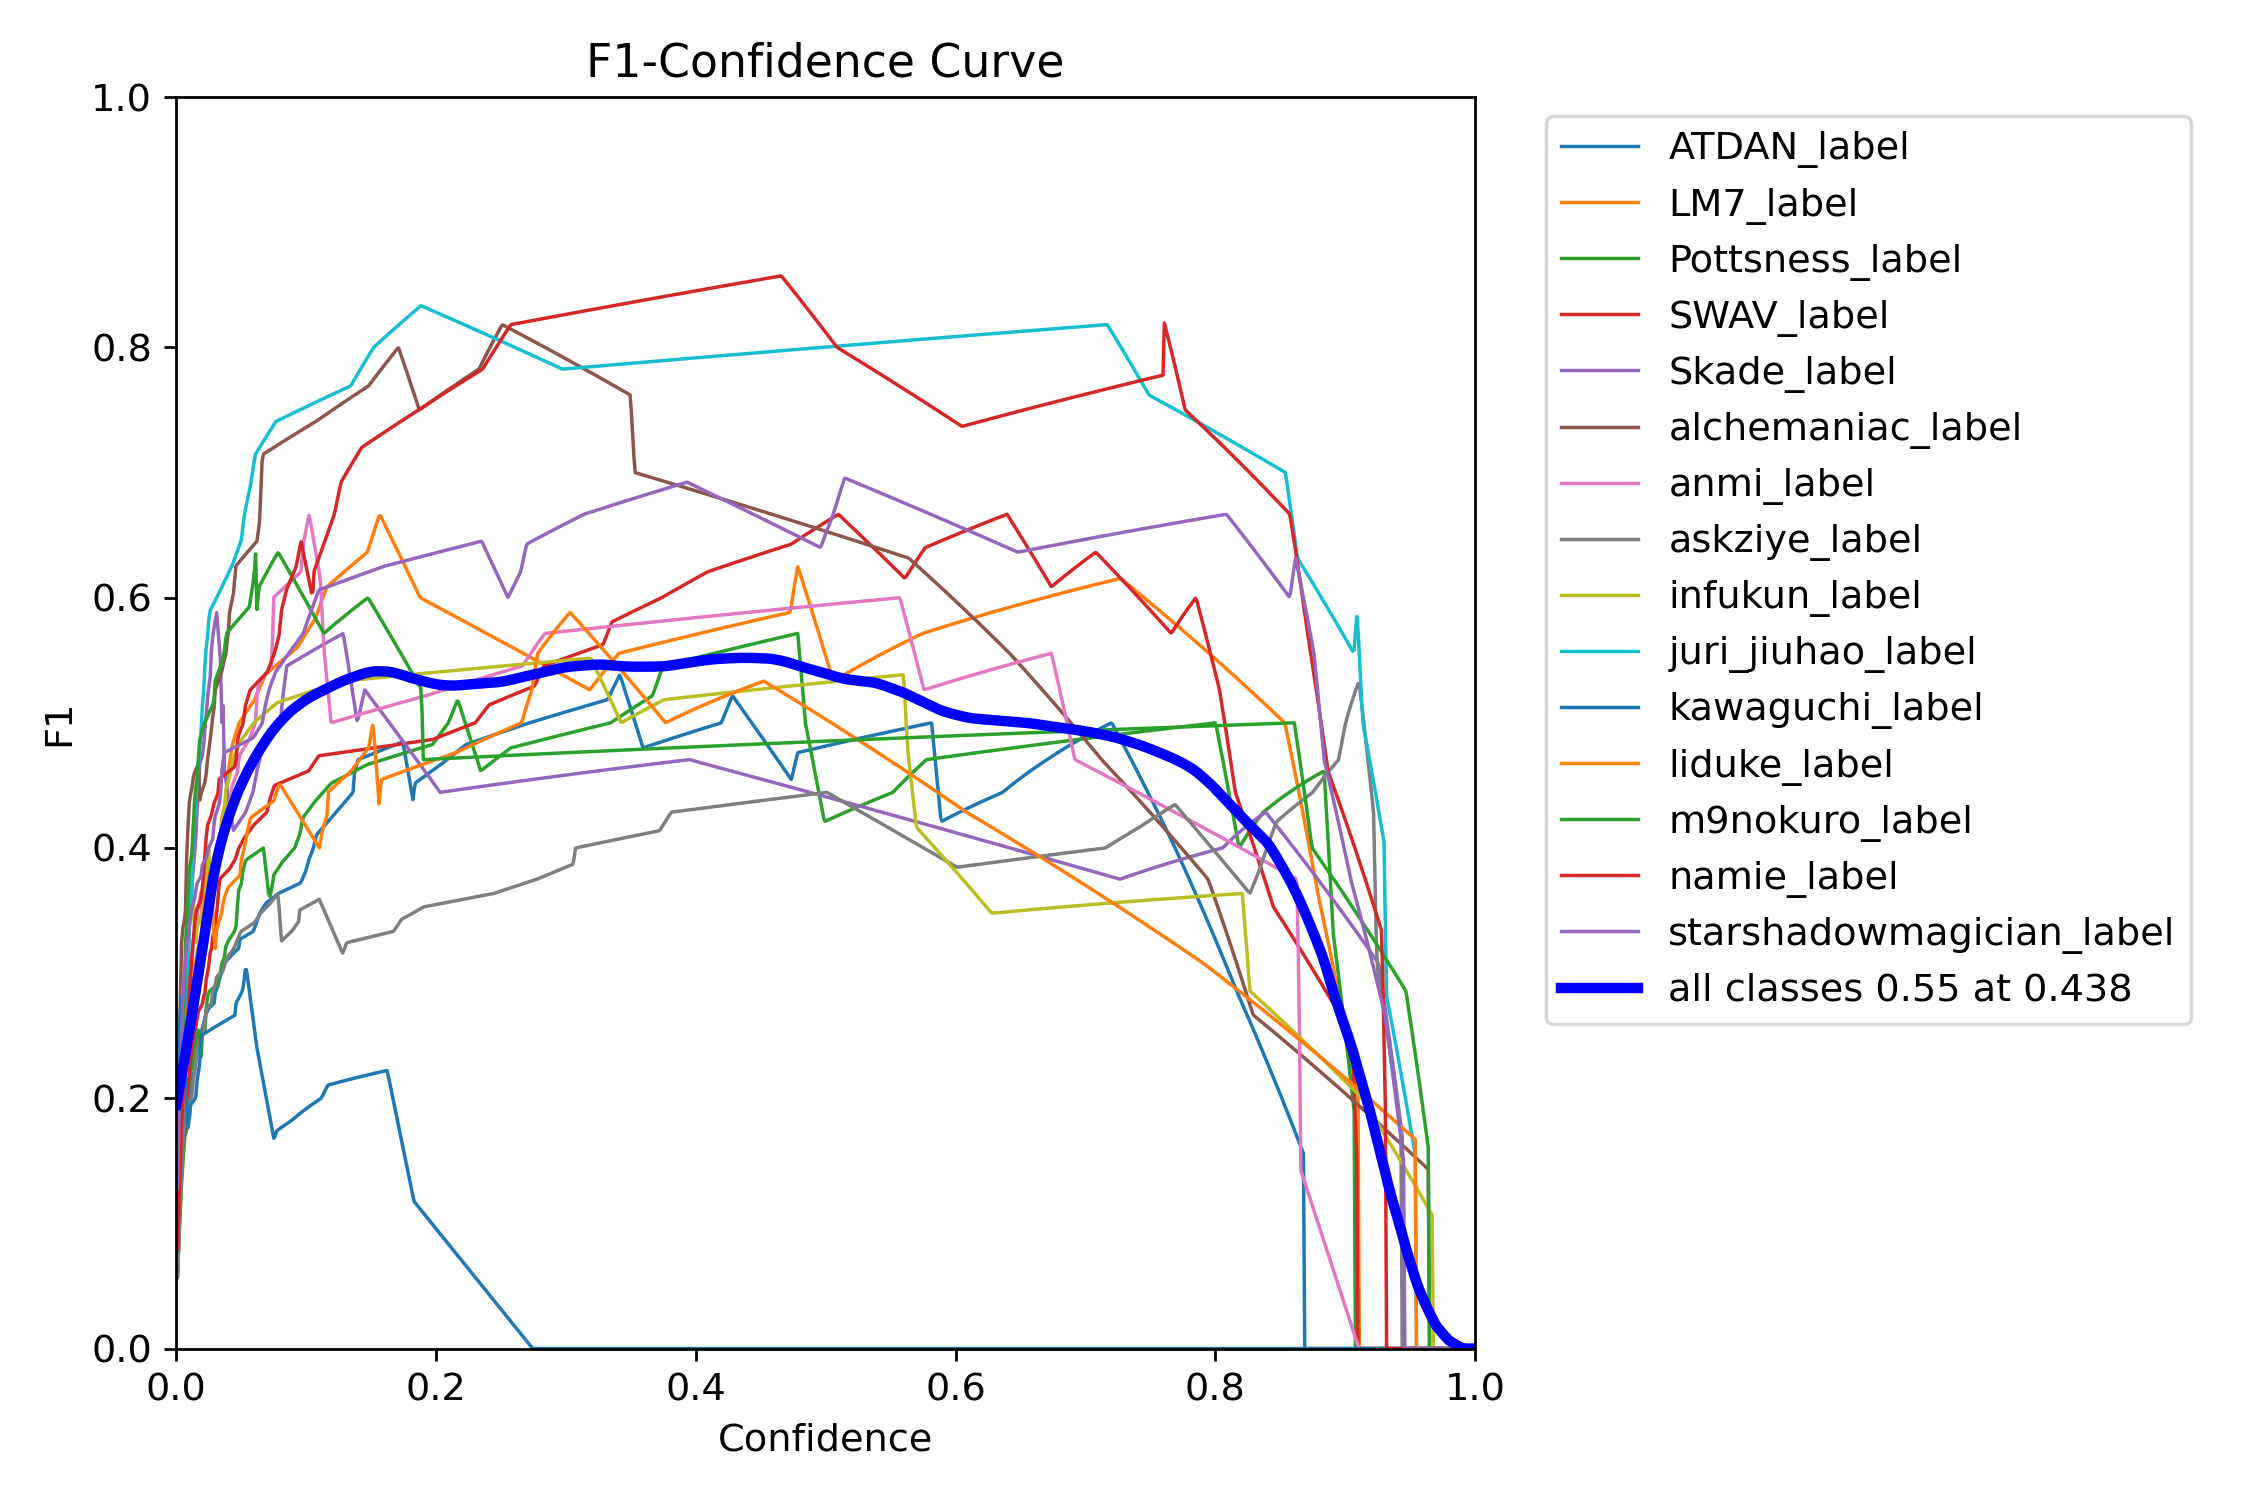 F1-Confidence Curve
1.0
0.8
0.6
0.4
0.2
0.0
F1
0.0 0.2 0.4 0.6 0.8 1.0
Confidence
ATDAN_label
LM7_label
Pottsness_label
SWAV_label
Skade_label
alchemaniac_label
anmi_label
askziye_label
infukun_label
juri_jiuhao_label
kawaguchi_label
liduke_label
m9nokuro_label
namie_label
starshadowmagician_label
all classes 0.55 at 0.438